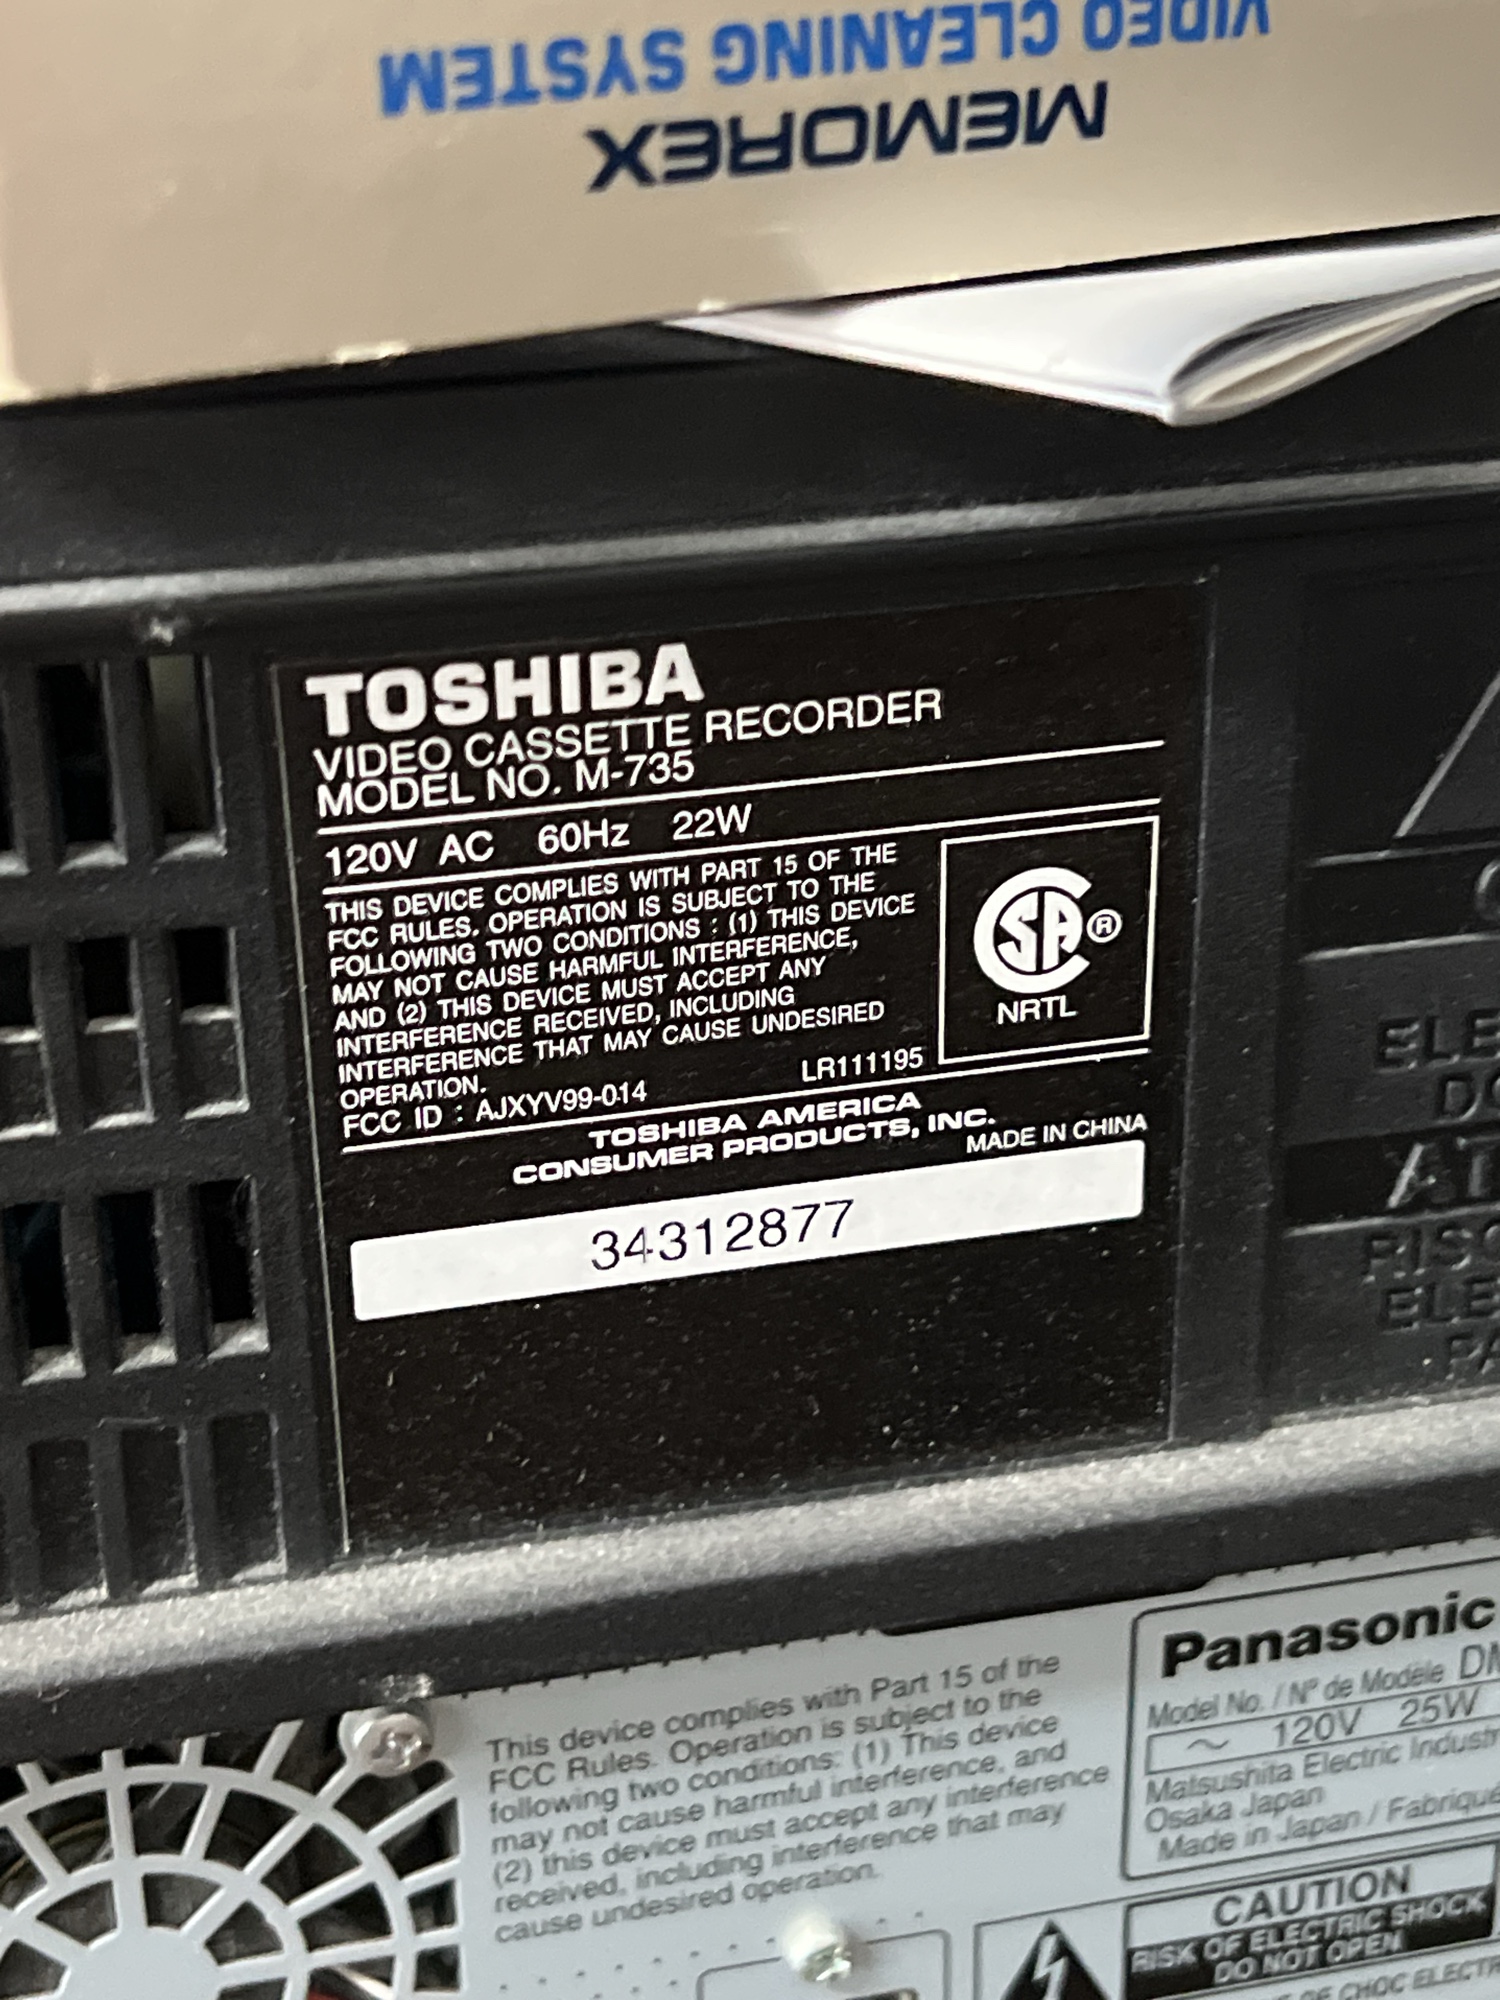 MEMOREX
VIDEO CLEANING SYSTEM
TOSHIBA
VIDEO CASSETTE RECORDER
MODEL NO. M-735
120V AC 60Hz 22W
THIS DEVICE COMPLIES WITH PART 15 OF THE
FCC RULES. OPERATION IS SUBJECT TO THE
FOLLOWING TWO CONDITIONS : (1) THIS DEVICE
MAY NOT CAUSE HARMFUL INTERFERENCE,
AND (2) THIS DEVICE MUST ACCEPT ANY
INTERFERENCE RECEIVED, INCLUDING
INTERFERENCE THAT MAY CAUSE UNDESIRED
OPERATION.
FCC ID : AJXYV99-014
LR111195
SA®
NRTL
TOSHIBA AMERICA
CONSUMER PRODUCTS, INC.
MADE IN CHINA
34312877
Panasonic
Model No. / Nº de Modèle
~ 120V 25W
Matsushita Electric
Osaka Japan
Made in Japan /
This device complies with Part 15 of the
FCC Rules. Operation is subject to the
following two conditions: (1) This device
may not cause harmful interference, and
(2) this device must accept any interference
received, including interference that may
cause undesired operation.
CAUTION
RISK OF ELECTRIC SHOCK
DO NOT OPEN